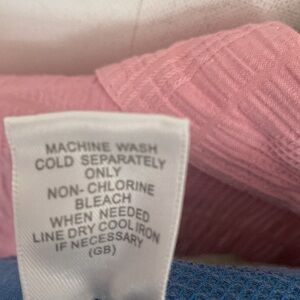 MACHINE WASH
COLD SEPARATELY
ONLY
NON- CHLORINE
BLEACH
WHEN NEEDED
LINE DRY COOL IRON
IF NECESSARY
(GB)